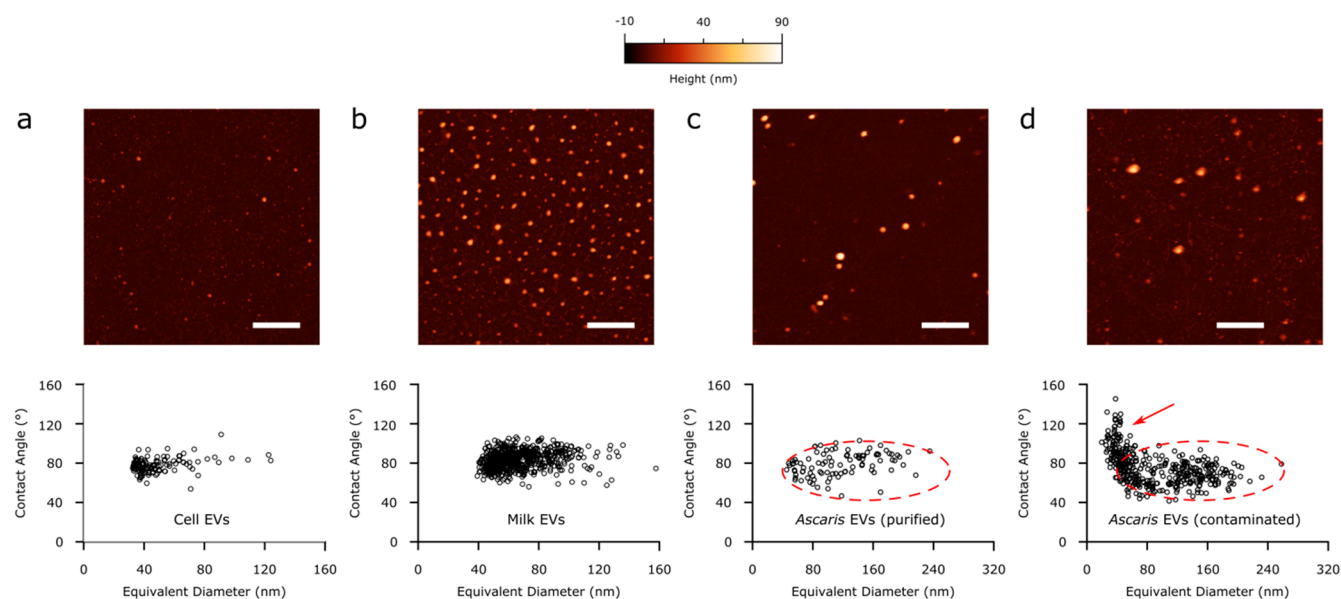 -10 40 90
Height (nm)
a b c d
160 160 160 160
120 120 120 120
Contact Angle (°) Contact Angle (°) Contact Angle (°) Contact Angle (°)
80 80 80 80
40 40 40 40
Cell EVs Milk EVs Ascaris EVs (purified) Ascaris EVs (contaminated)
0 0 0 0
0 40 80 120 160 0 40 80 120 160 0 80 160 240 320 0 80 160 240 320
Equivalent Diameter (nm) Equivalent Diameter (nm) Equivalent Diameter (nm) Equivalent Diameter (nm)